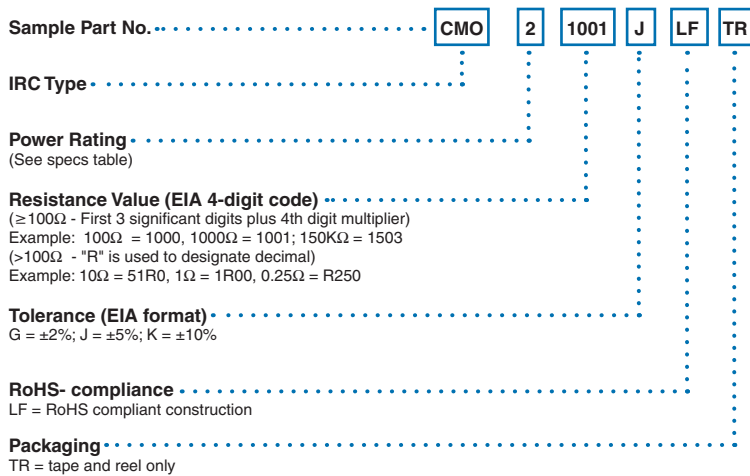 Sample Part No. CMO 2 1001 J LF TR
IRC Type
Power Rating
(See specs table)
Resistance Value (EIA 4-digit code)
(≥100Ω - First 3 significant digits plus 4th digit multiplier)
Example: 100Ω = 1000, 1000Ω = 1001; 150KΩ = 1503
(>100Ω - "R" is used to designate decimal)
Example: 10Ω = 51R0, 1Ω = 1R00, 0.25Ω = R250
Tolerance (EIA format)
G = ±2%; J = ±5%; K = ±10%
RoHS- compliance
LF = RoHS compliant construction
Packaging
TR = tape and reel only